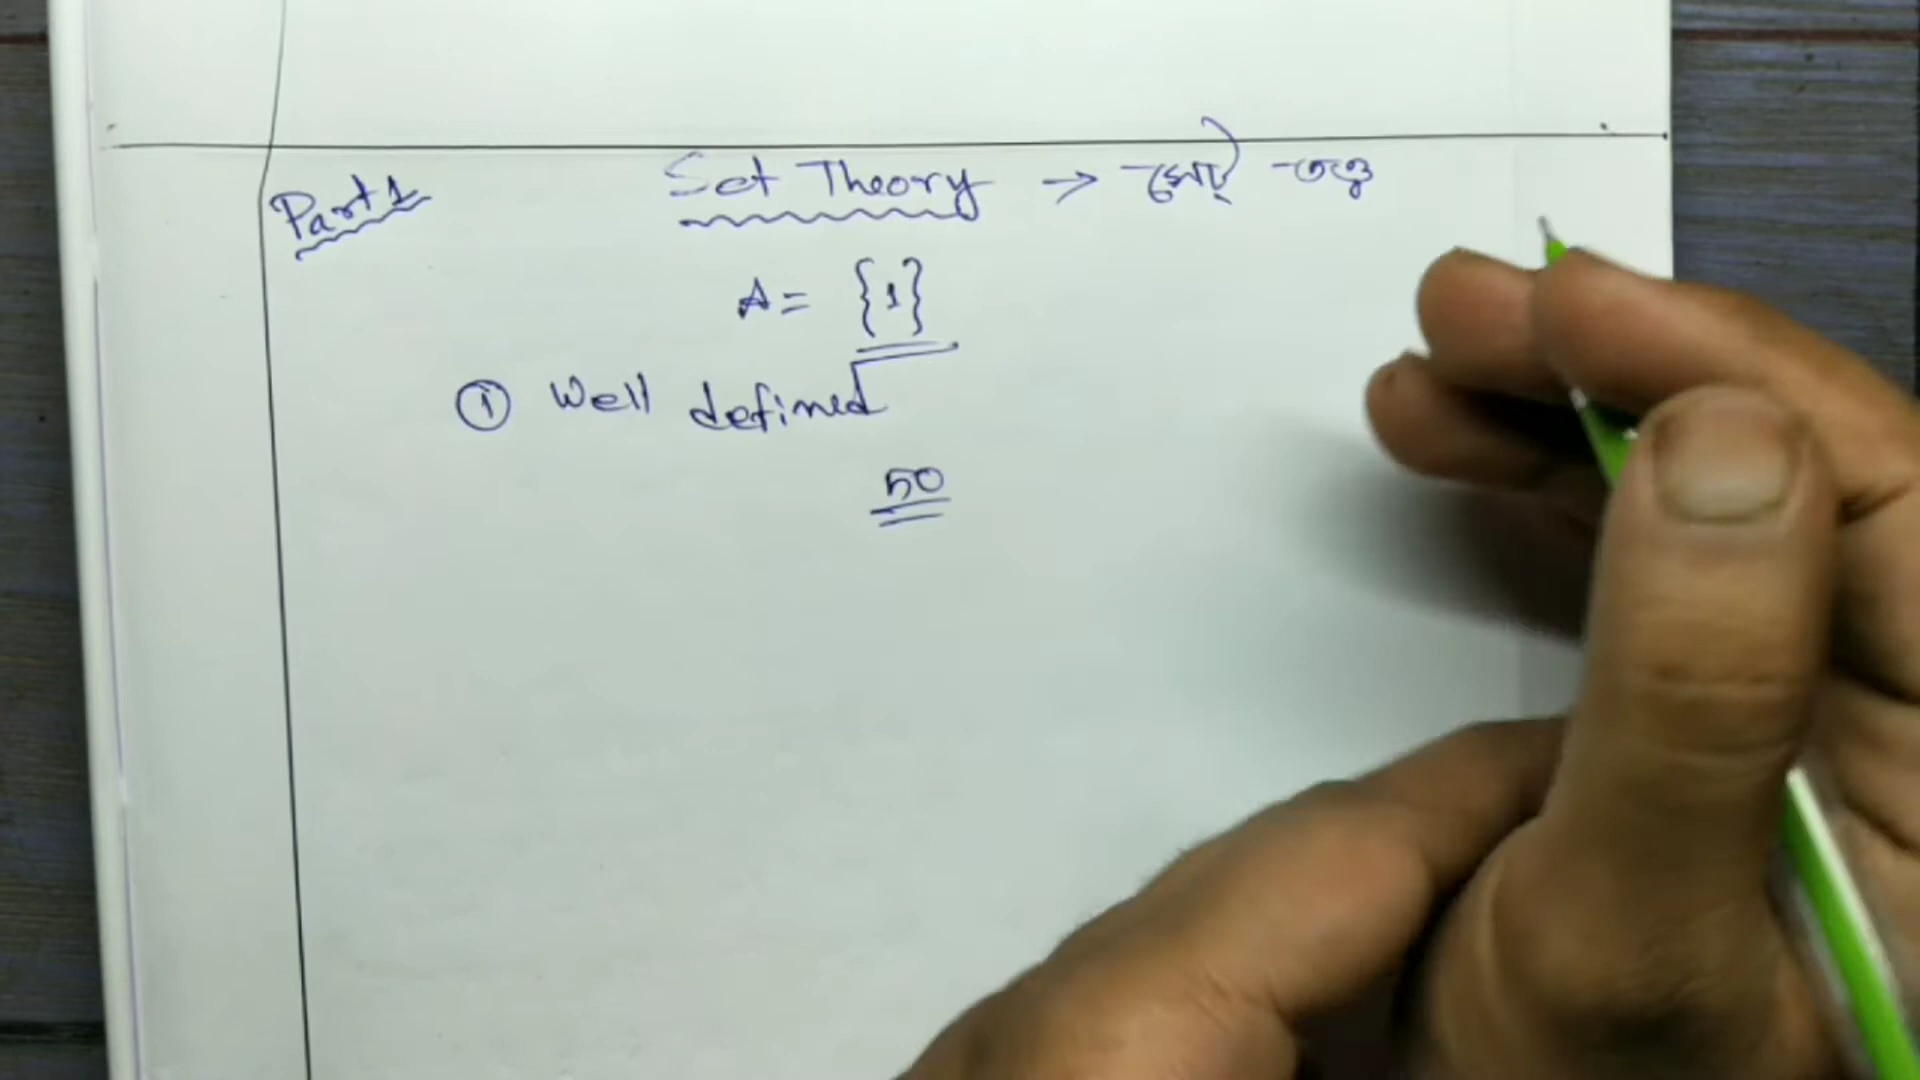 Part 1
Set Theory → সেট তত্ত্ব
A = {1}
① Well defined
50